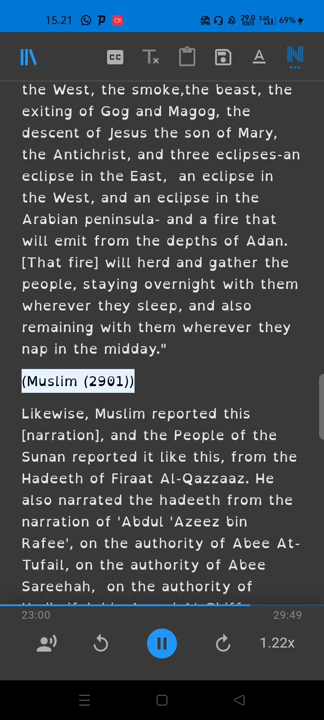 15.21
69%
CC
the West, the smoke,the beast, the
exiting of Gog and Magog, the
descent of Jesus the son of Mary,
the Antichrist, and three eclipses-an
eclipse in the East,  an eclipse in
the West, and an eclipse in the
Arabian peninsula- and a fire that
will emit from the depths of Adan.
[That fire] will herd and gather the
people, staying overnight with them
wherever they sleep, and also
remaining with them wherever they
nap in the midday."
(Muslim (2901))
Likewise, Muslim reported this
[narration], and the People of the
Sunan reported it like this, from the
Hadeeth of Firaat Al-Qazzaaz. He
also narrated the hadeeth from the
narration of 'Abdul 'Azeez bin
Rafee', on the authority of Abee At-
Tufail, on the authority of Abee
Sareehah,  on the authority of
23:00
29:49
1.22x